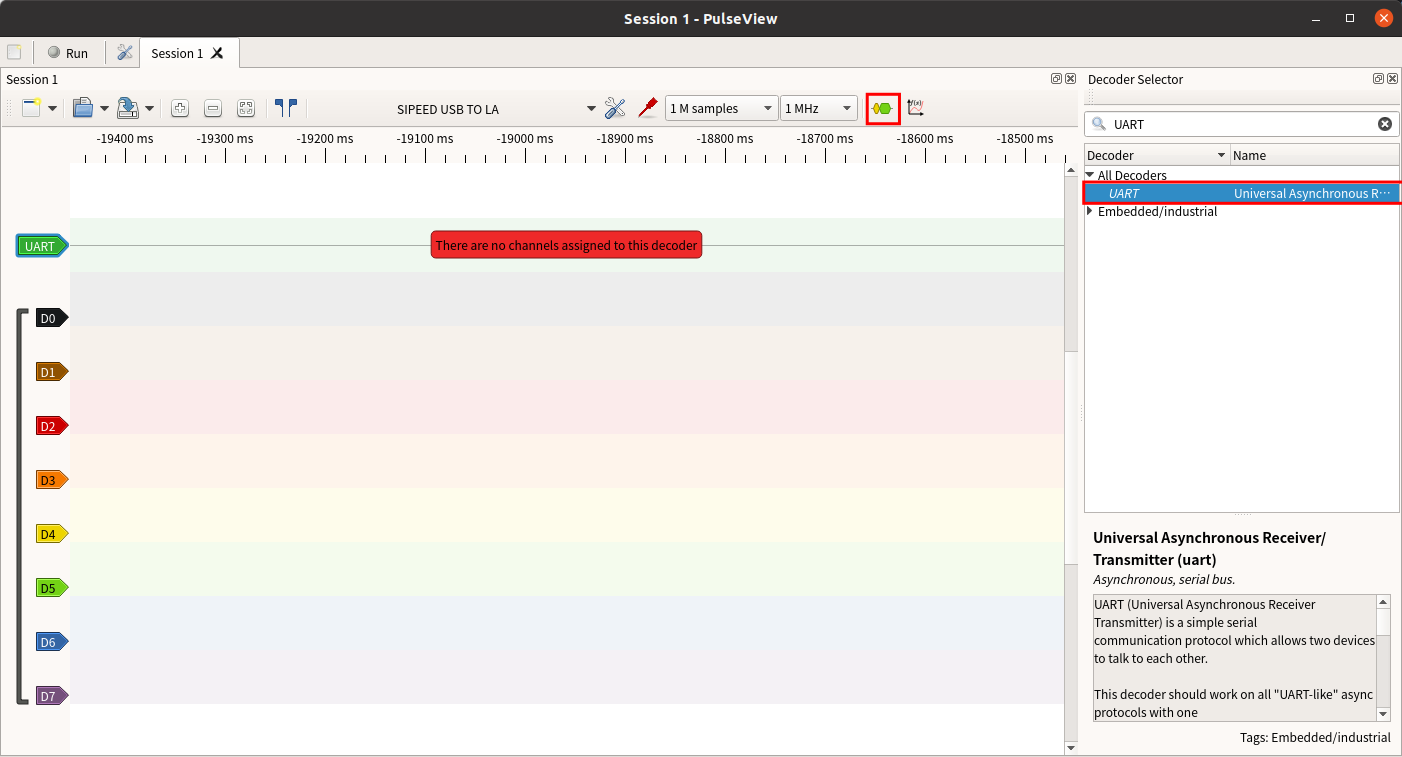 Session 1 - PulseView
Run
Session 1
Session 1
Decoder Selector
SIPEED USB TO LA
1 M samples
1 MHz
f(x)
UART
-19400 ms
-19300 ms
-19200 ms
-19100 ms
-19000 ms
-18900 ms
-18800 ms
-18700 ms
-18600 ms
-18500 ms
Decoder
Name
All Decoders
UART
Universal Asynchronous R···
Embedded/industrial
UART
There are no channels assigned to this decoder
D0
D1
D2
D3
D4
D5
D6
D7
Universal Asynchronous Receiver/
Transmitter (uart)
Asynchronous, serial bus.
UART (Universal Asynchronous Receiver
Transmitter) is a simple serial
communication protocol which allows two devices
to talk to each other.
This decoder should work on all "UART-like" async
protocols with one
Tags: Embedded/industrial